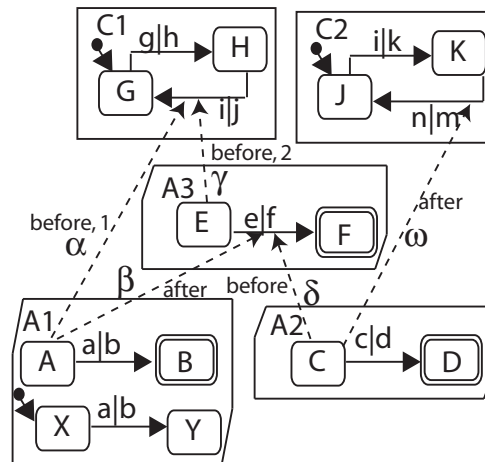 C1
g|h
H
G
i|j
C2
i|k
K
J
n|m
before, 2
γ
A3
E
e|f
F
before, 1
α
after
ω
β
after
before
δ
A1
A
a|b
B
X
a|b
Y
A2
C
c|d
D